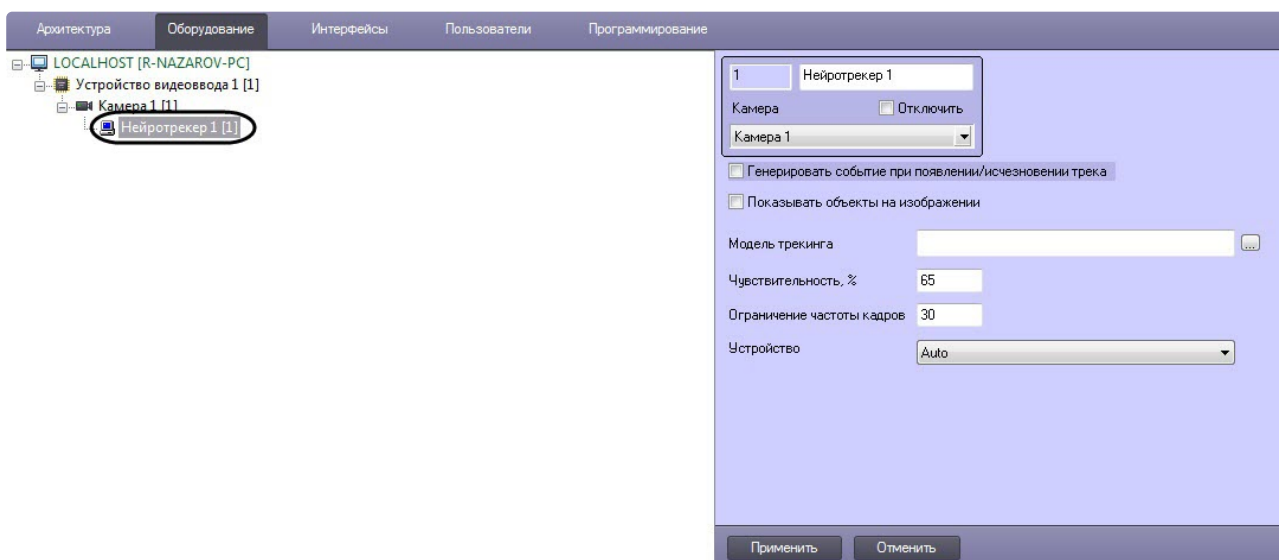 Архитектура Оборудование Интерфейсы Пользователи Программирование
LOCALHOST [R-NAZAROV-PC]
Устройство видеоввода 1 [1]
Камера 1 [1]
Нейротрекер 1 [1]
1 Нейротрекер 1
Камера Отключить
Камера 1
Генерировать событие при появлении/исчезновении трека
Показывать объекты на изображении
Модель трекинга ...
Чувствительность, % 65
Ограничение частоты кадров 30
Устройство Auto
Применить Отменить